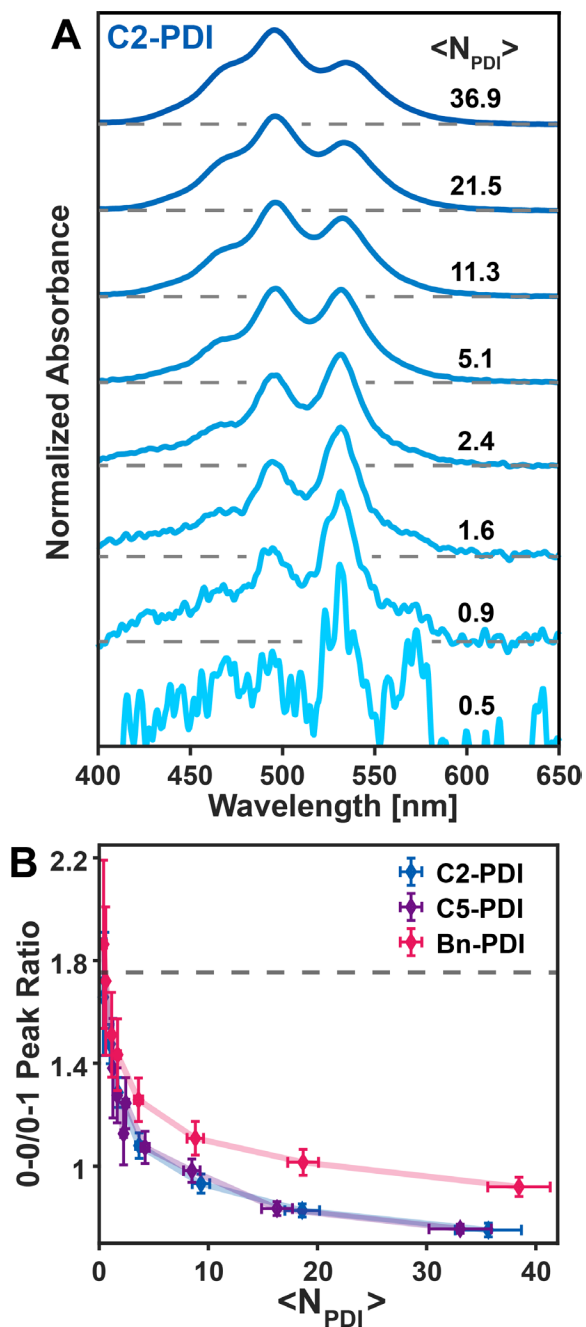 A
C2-PDI
<N_PDI>
36.9
21.5
11.3
5.1
2.4
1.6
0.9
0.5
Normalized Absorbance
400 450 500 550 600 650
Wavelength [nm]
B
C2-PDI
C5-PDI
Bn-PDI
2.2
1.8
1.4
1
0-0/0-1 Peak Ratio
0 10 20 30 40
<N_PDI>